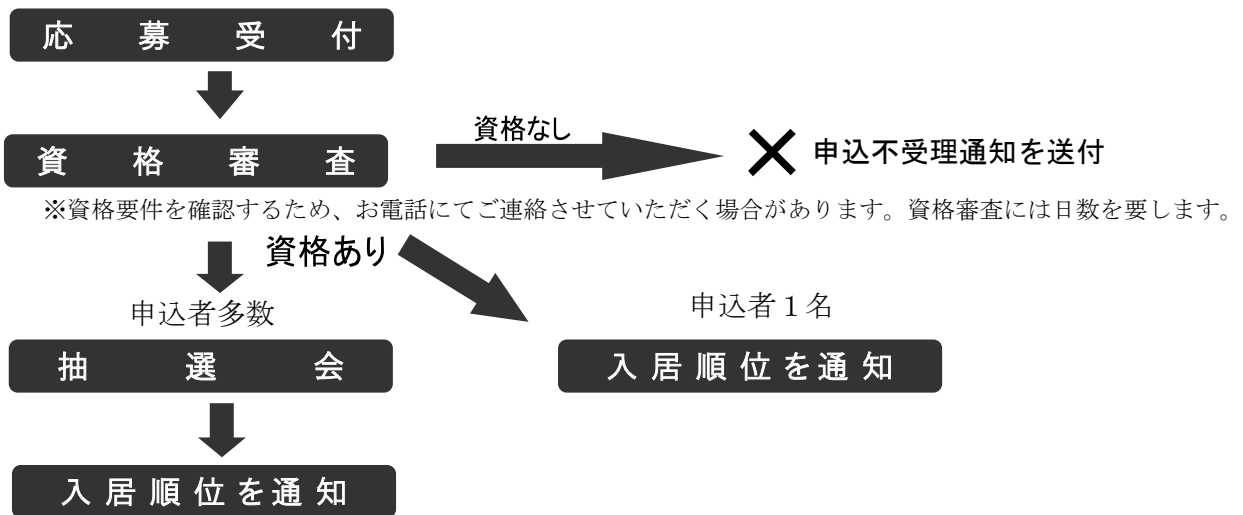 応募受付
資格なし
資格審査
申込不受理通知を送付
※資格要件を確認するため、お電話にてご連絡させていただく場合があります。資格審査には日数を要します。
資格あり
申込者多数
申込者１名
抽選会
入居順位を通知
入居順位を通知